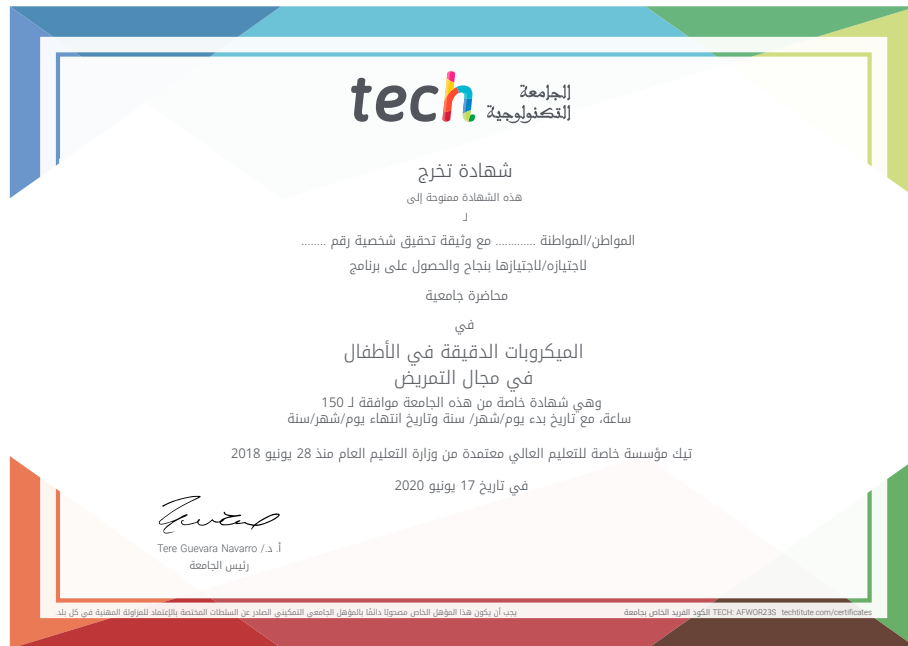 tech الجامعة
التكنولوجية
شهادة تخرج
هذه الشهادة ممنوحة إلى
لـ
المواطن/المواطنة ............ مع وثيقة تحقيق شخصية رقم ........
لاجتيازه/لاجتيازها بنجاح والحصول على برنامج
محاضرة جامعية
في
الميكروبات الدقيقة في الأطفال
في مجال التمريض
وهي شهادة خاصة من هذه الجامعة موافقة لـ 150
ساعة، مع تاريخ بدء يوم/شهر/ سنة وتاريخ انتهاء يوم/شهر/سنة
تيك مؤسسة خاصة للتعليم العالي معتمدة من وزارة التعليم العام منذ 28 يونيو 2018
في تاريخ 17 يونيو 2020
أ. د./ Tere Guevara Navarro
رئيس الجامعة
يجب أن يكون هذا المؤهل الخاص مصحوبًا دائمًا بالمؤهل الجامعي التمكيني الصادر عن السلطات المختصة بالإعتماد للمزاولة المهنية في كل بلد.
الكود الفريد الخاص بجامعة TECH: AFWOR23S techtitute.com/certificates